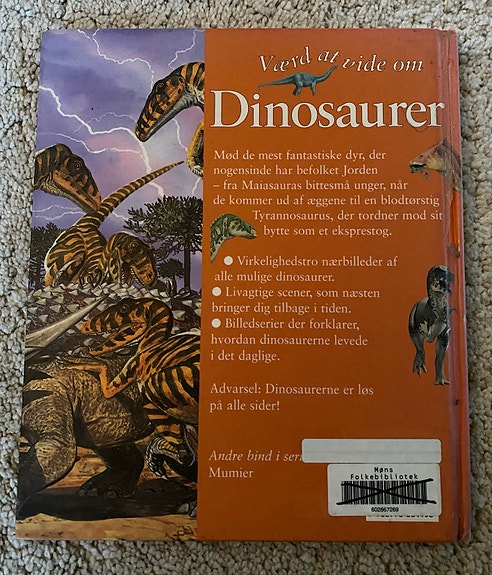 Værd at vide om
Dinosaurer
Mød de mest fantastiske dyr, der
nogensinde har befolket Jorden
– fra Maiasauras bittesmå unger, når
de kommer ud af æggene til en blodtørstig
Tyrannosaurus, der tordner mod sit
bytte som et eksprestog.
● Virkelighedstro nærbilleder af
alle mulige dinosaurer.
● Livagtige scener, som næsten
bringer dig tilbage i tiden.
● Billedserier der forklarer,
hvordan dinosaurerne levede
i det daglige.
Advarsel: Dinosaurerne er løs
på alle sider!
Andre bind i seri
Mumier
Møns
Folkebibliotek
602867269